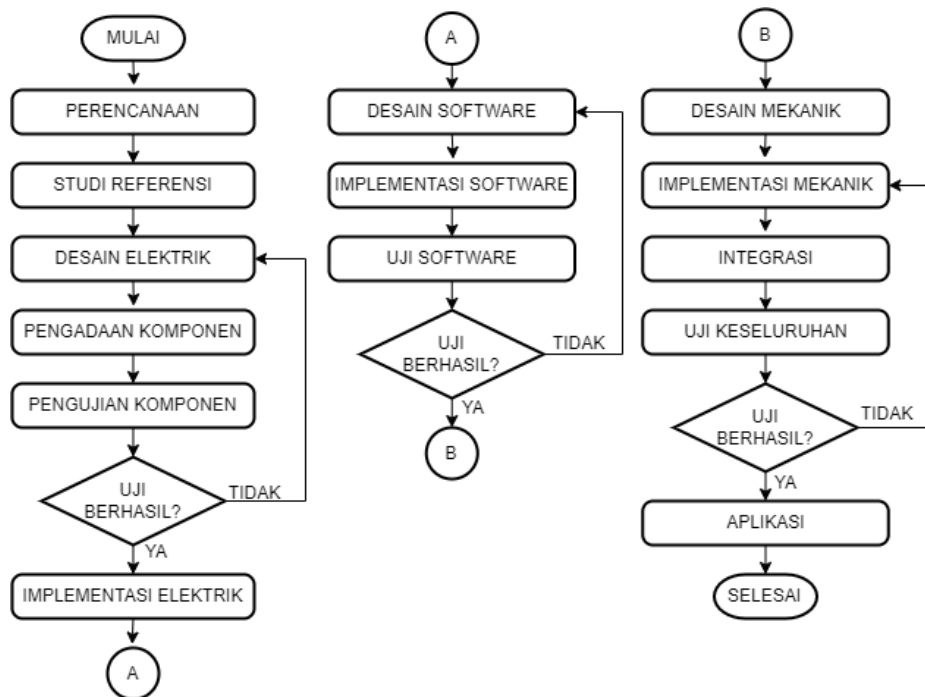 MULAI
PERENCANAAN
STUDI REFERENSI
DESAIN ELEKTRIK
PENGADAAN KOMPONEN
PENGUJIAN KOMPONEN
UJI
BERHASIL?
TIDAK
YA
IMPLEMENTASI ELEKTRIK
A
A
DESAIN SOFTWARE
IMPLEMENTASI SOFTWARE
UJI SOFTWARE
UJI
BERHASIL?
TIDAK
YA
B
B
DESAIN MEKANIK
IMPLEMENTASI MEKANIK
INTEGRASI
UJI KESELURUHAN
UJI
BERHASIL?
TIDAK
YA
APLIKASI
SELESAI